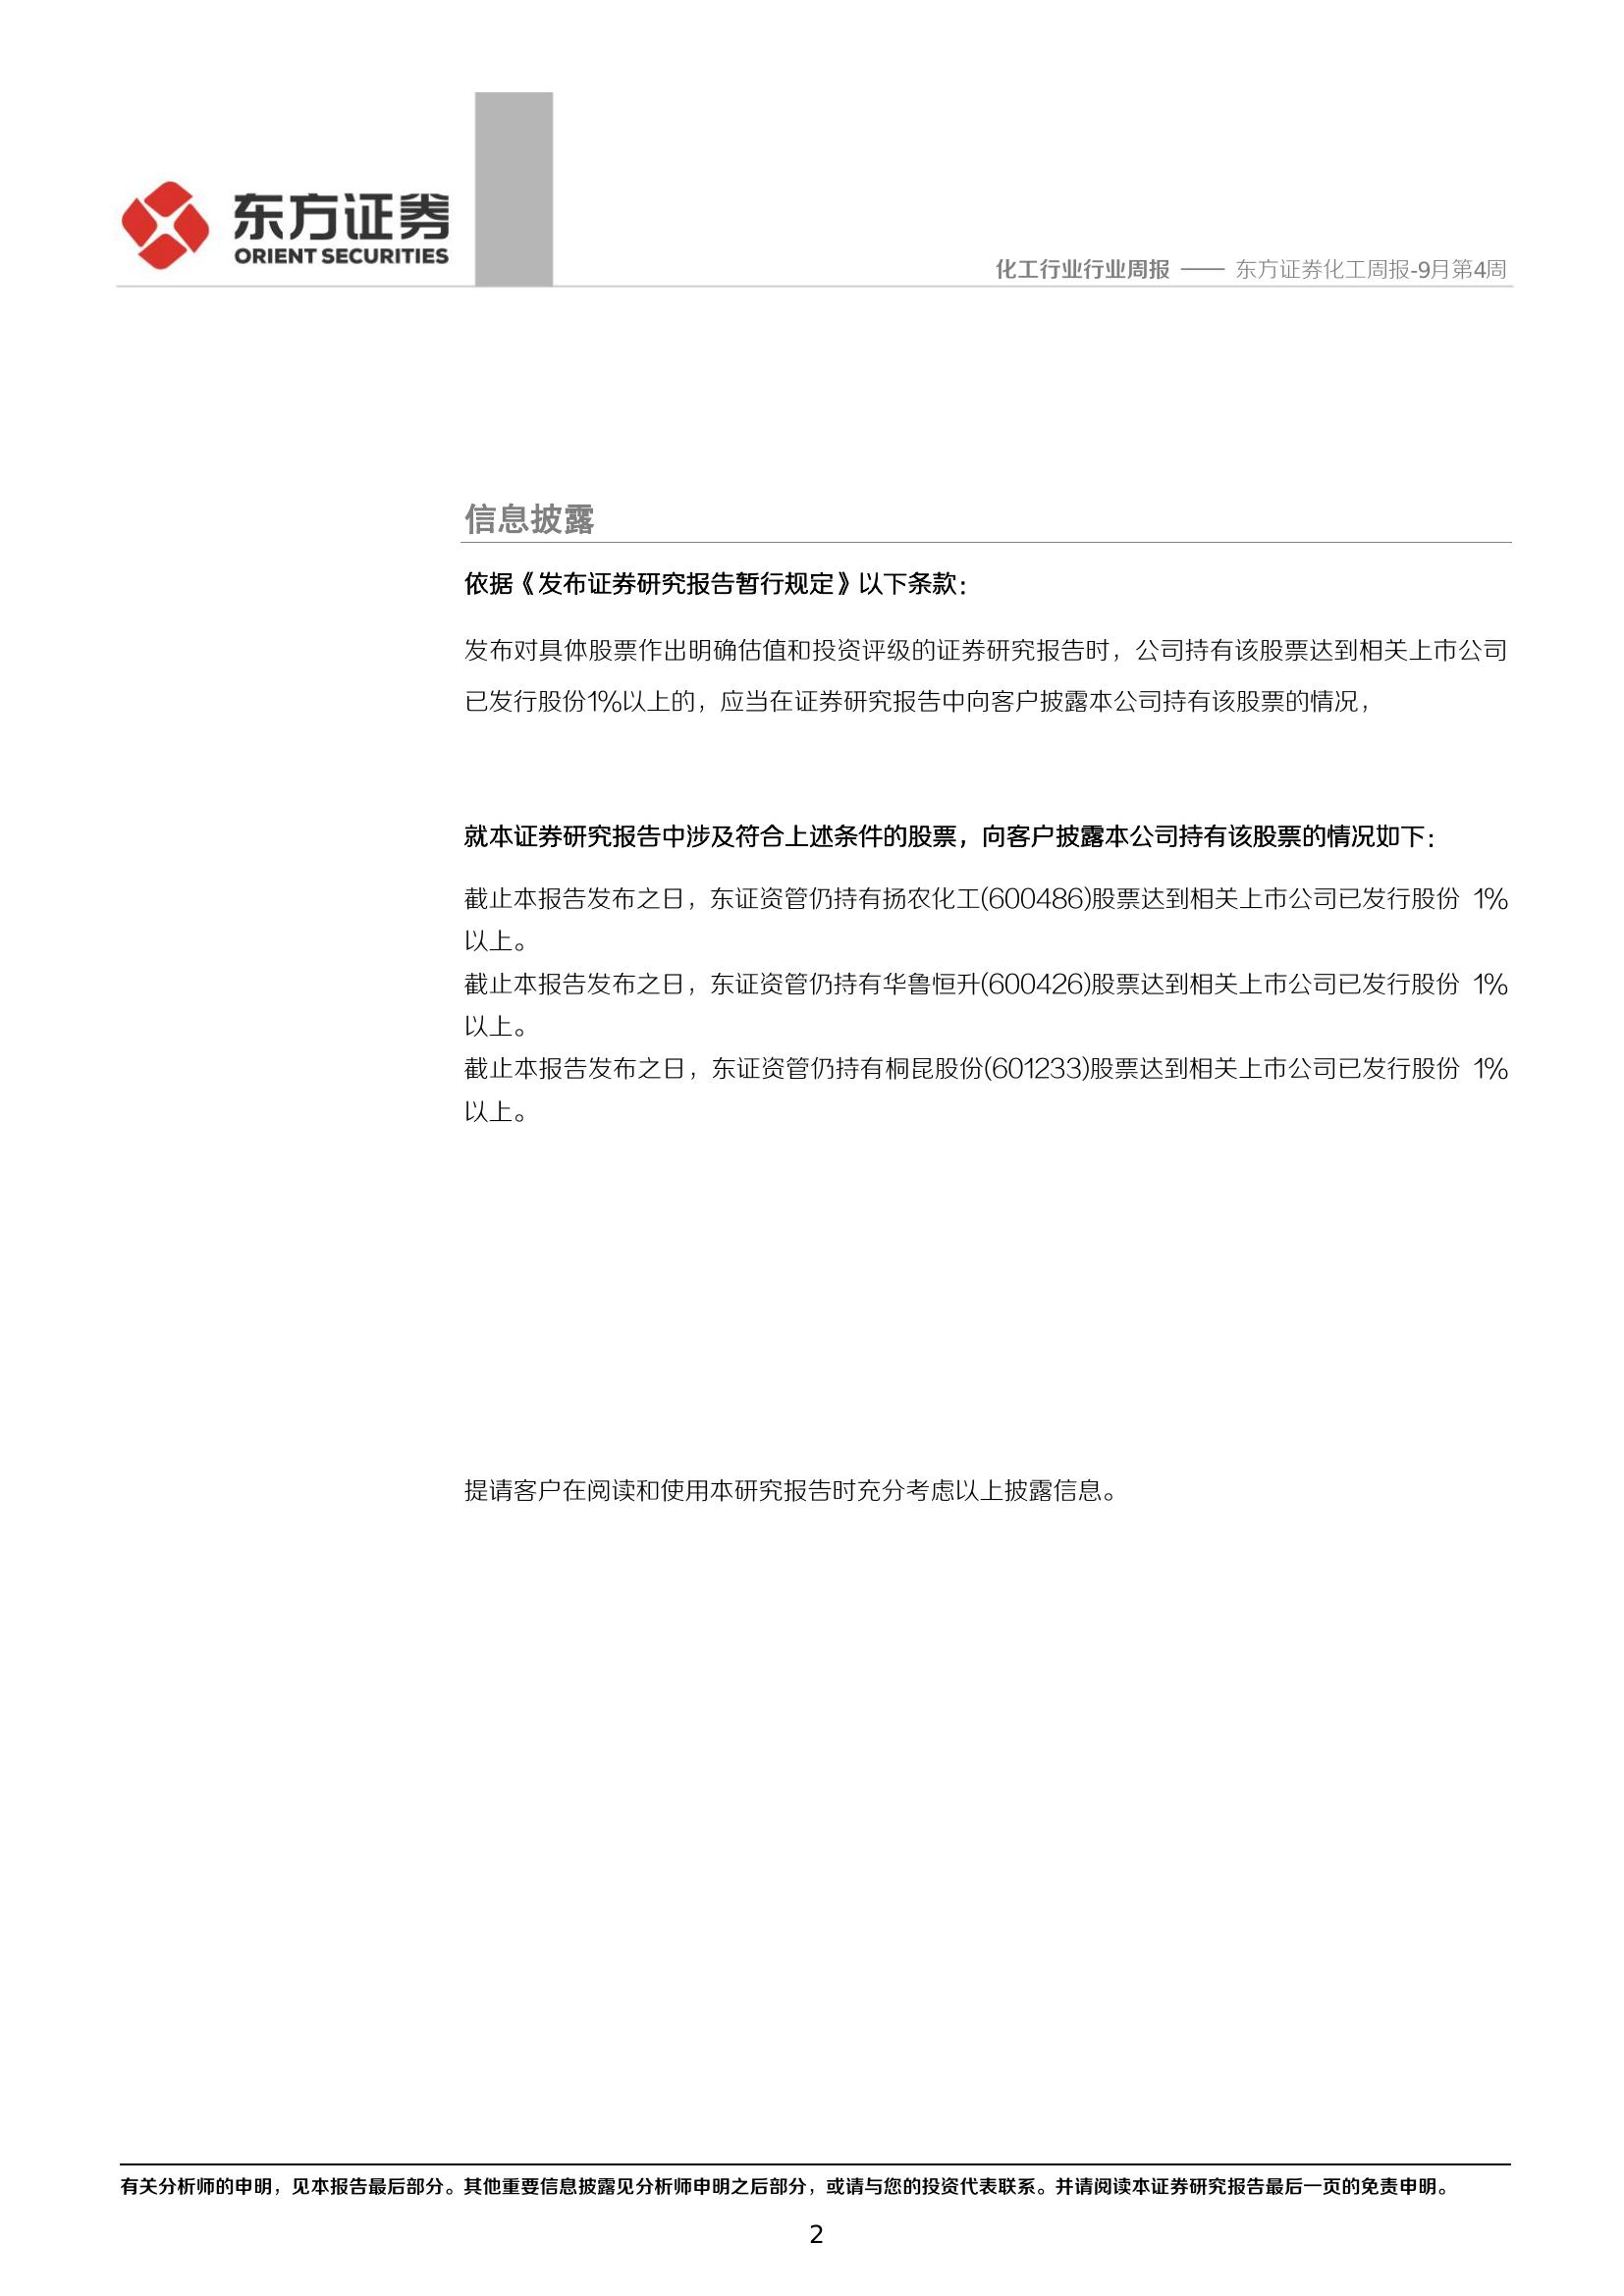 东方证券
ORIENT SECURITIES
化工行业行业周报 —— 东方证券化工周报-9月第4周
信息披露
依据《发布证券研究报告暂行规定》以下条款：
发布对具体股票作出明确估值和投资评级的证券研究报告时，公司持有该股票达到相关上市公司
已发行股份1%以上的，应当在证券研究报告中向客户披露本公司持有该股票的情况，
就本证券研究报告中涉及符合上述条件的股票，向客户披露本公司持有该股票的情况如下：
截止本报告发布之日，东证资管仍持有扬农化工(600486)股票达到相关上市公司已发行股份 1%
以上。
截止本报告发布之日，东证资管仍持有华鲁恒升(600426)股票达到相关上市公司已发行股份 1%
以上。
截止本报告发布之日，东证资管仍持有桐昆股份(601233)股票达到相关上市公司已发行股份 1%
以上。
提请客户在阅读和使用本研究报告时充分考虑以上披露信息。
有关分析师的申明，见本报告最后部分。其他重要信息披露见分析师申明之后部分，或请与您的投资代表联系。并请阅读本证券研究报告最后一页的免责申明。
2